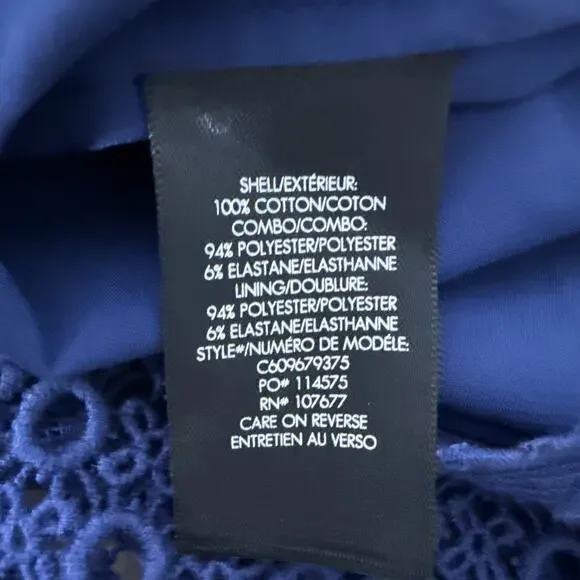 SHELL/EXTÉRIEUR:
100% COTTON/COTON
COMBO/COMBO:
94% POLYESTER/POLYESTER
6% ELASTANE/ELASTHANNE
LINING/DOUBLURE:
94% POLYESTER/POLYESTER
6% ELASTANE/ELASTHANNE
STYLE#/NUMÉRO DE MODÉLE:
C609679375
PO# 114575
RN# 107677
CARE ON REVERSE
ENTRETIEN AU VERSO